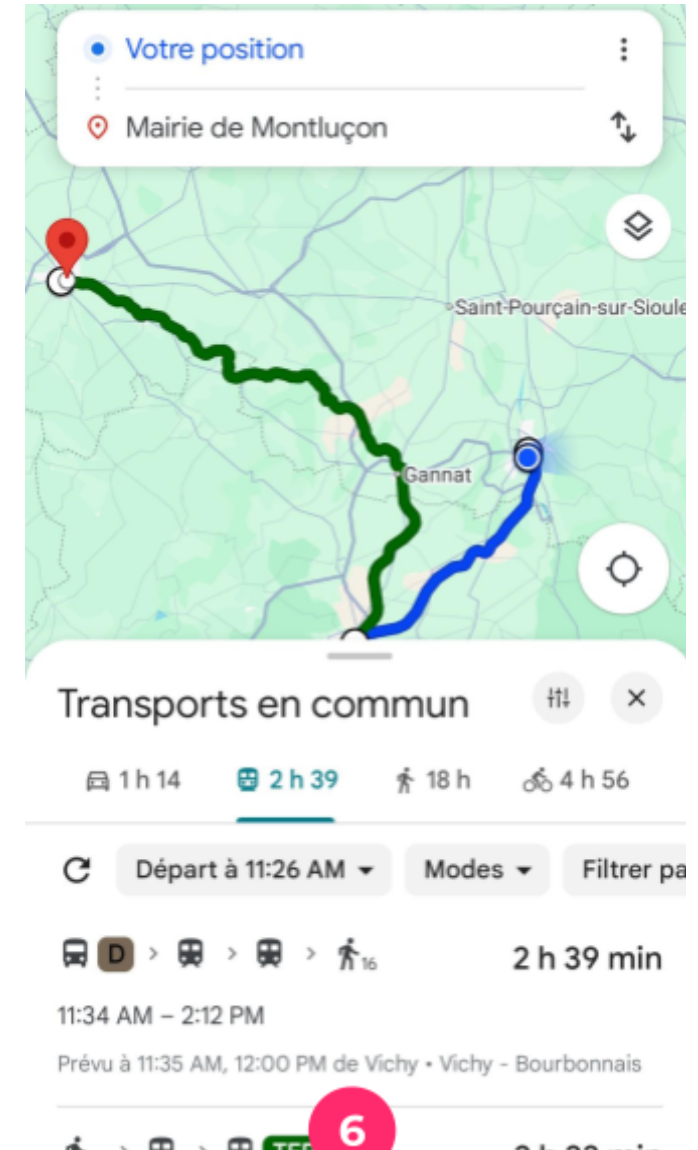 Votre position
Mairie de Montluçon
Saint-Pourçain-sur-Sioule
Gannat
Transports en commun
1 h 14 2 h 39 18 h 4 h 56
Départ à 11:26 AM Modes Filtrer pa
D 16 2 h 39 min
11:34 AM – 2:12 PM
Prévu à 11:35 AM, 12:00 PM de Vichy • Vichy - Bourbonnais
6